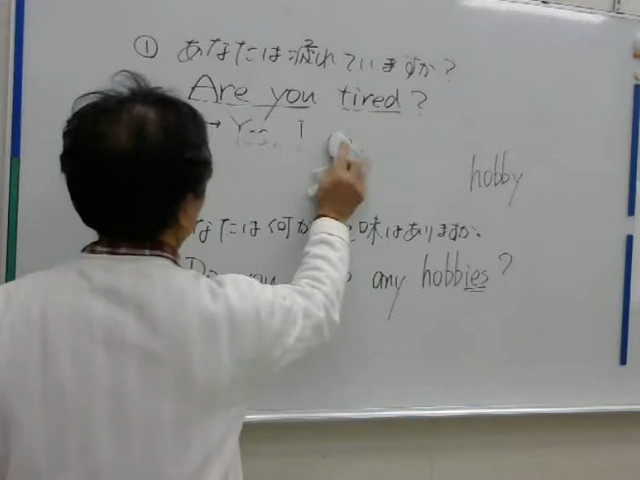 ① あなたは疲れていますか?
Are you tired?
→ Yes, I
hobby
なたは何か 味はありますか。
Do you any hobbies?